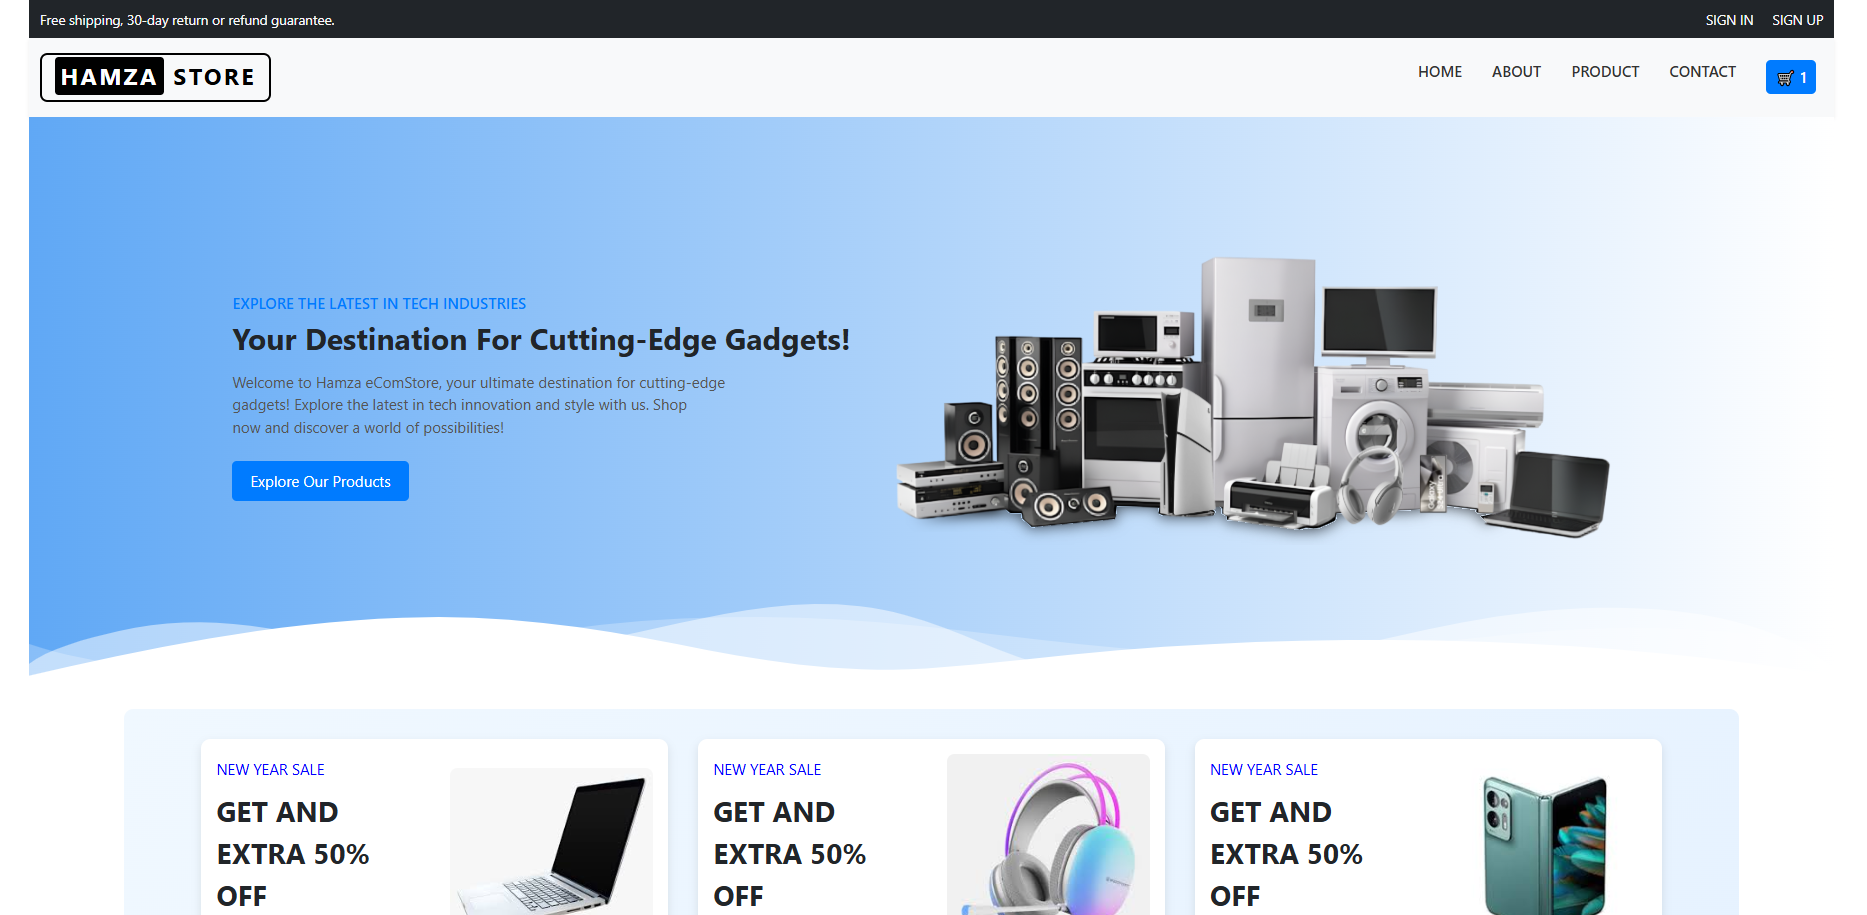 Free shipping, 30-day return or refund guarantee.
SIGN IN SIGN UP
HAMZA STORE
HOME ABOUT PRODUCT CONTACT 1
EXPLORE THE LATEST IN TECH INDUSTRIES
Your Destination For Cutting-Edge Gadgets!
Welcome to Hamza eComStore, your ultimate destination for cutting-edge
gadgets! Explore the latest in tech innovation and style with us. Shop
now and discover a world of possibilities!
Explore Our Products
NEW YEAR SALE
GET AND
EXTRA 50%
OFF
NEW YEAR SALE
GET AND
EXTRA 50%
OFF
NEW YEAR SALE
GET AND
EXTRA 50%
OFF